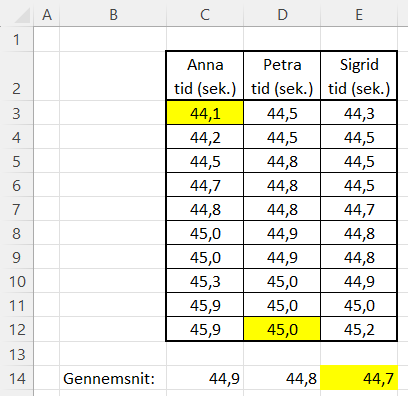 A B C D E
1
Anna Petra Sigrid
2 tid (sek.) tid (sek.) tid (sek.)
3 44,1 44,5 44,3
4 44,2 44,5 44,5
5 44,5 44,8 44,5
6 44,7 44,8 44,5
7 44,8 44,8 44,7
8 45,0 44,9 44,8
9 45,0 44,9 44,8
10 45,3 45,0 44,9
11 45,9 45,0 45,0
12 45,9 45,0 45,2
13
14 Gennemsnit: 44,9 44,8 44,7